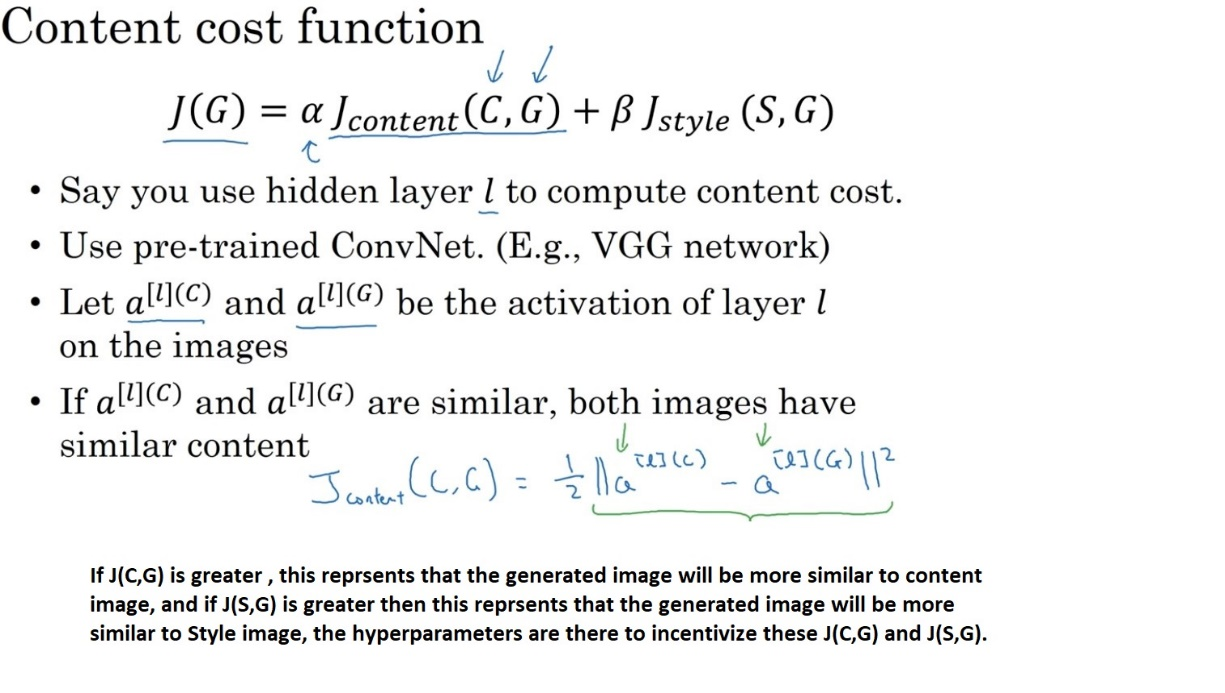 Content cost function
J(G) = α J_content(C, G) + β J_style (S, G)
• Say you use hidden layer l to compute content cost.
• Use pre-trained ConvNet. (E.g., VGG network)
• Let a^[l](C) and a^[l](G) be the activation of layer l
on the images
• If a^[l](C) and a^[l](G) are similar, both images have
similar content
J_content(C,G) = 1/2 ||a^[l](C) - a^[l](G)||^2
If J(C,G) is greater , this reprsents that the generated image will be more similar to content
image, and if J(S,G) is greater then this reprsents that the generated image will be more
similar to Style image, the hyperparameters are there to incentivize these J(C,G) and J(S,G).